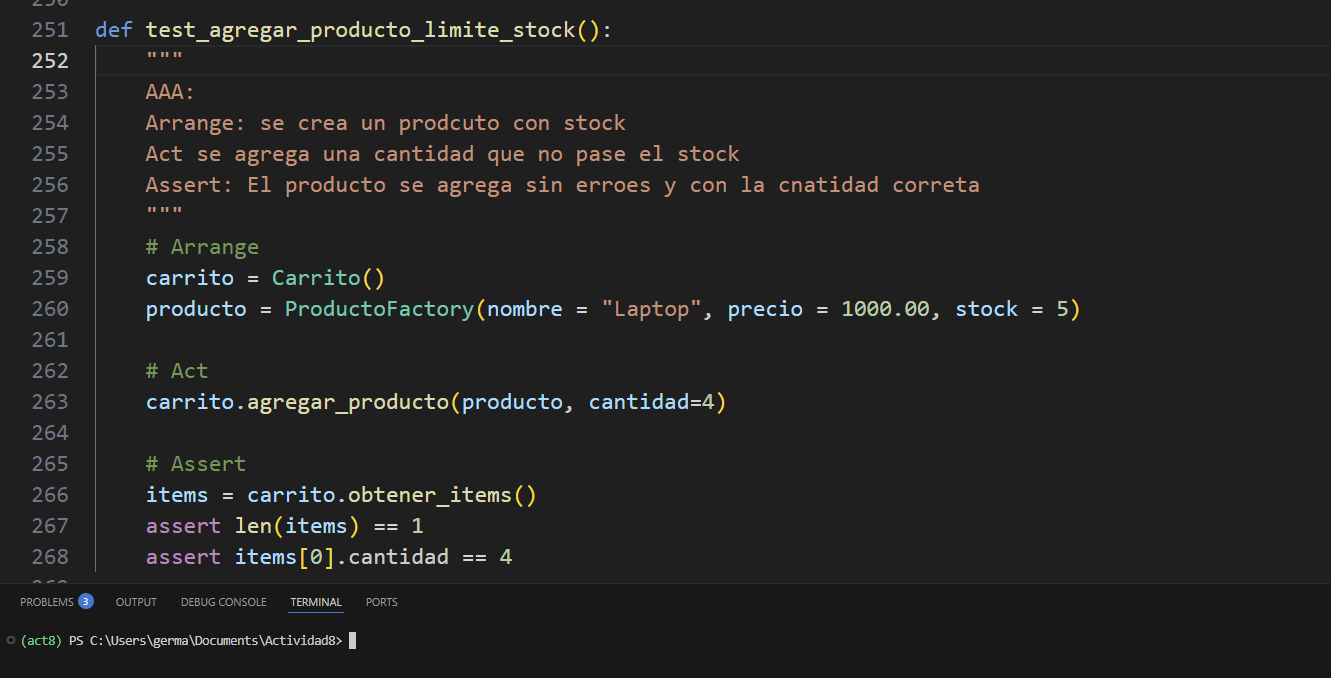 250
251 def test_agregar_producto_limite_stock():
252     """
253     AAA:
254     Arrange: se crea un prodcuto con stock
255     Act se agrega una cantidad que no pase el stock
256     Assert: El producto se agrega sin erroes y con la cnatidad correta
257     """
258     # Arrange
259     carrito = Carrito()
260     producto = ProductoFactory(nombre = "Laptop", precio = 1000.00, stock = 5)
261
262     # Act
263     carrito.agregar_producto(producto, cantidad=4)
264
265     # Assert
266     items = carrito.obtener_items()
267     assert len(items) == 1
268     assert items[0].cantidad == 4
269
PROBLEMS 3 OUTPUT DEBUG CONSOLE TERMINAL PORTS
(act8) PS C:\Users\germa\Documents\Actividad8>